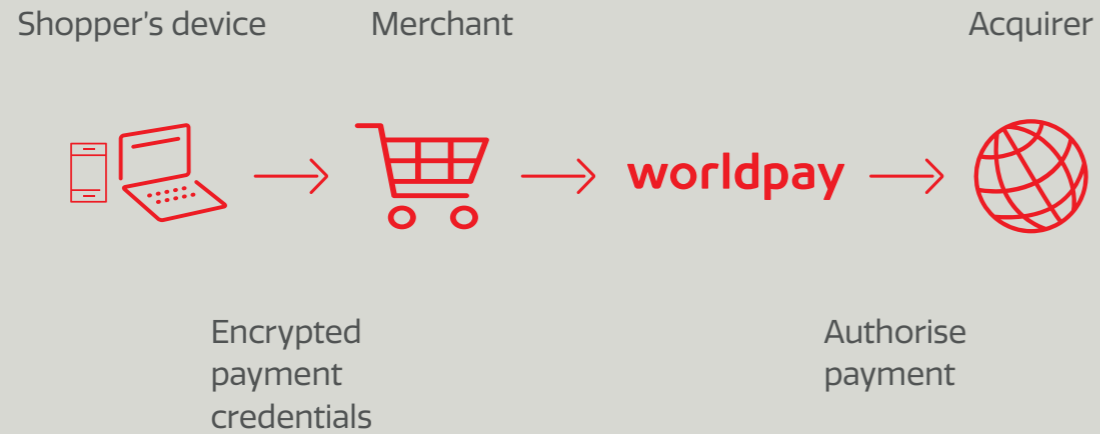 Shopper's device
Merchant
Acquirer
worldpay
Encrypted
payment
credentials
Authorise
payment